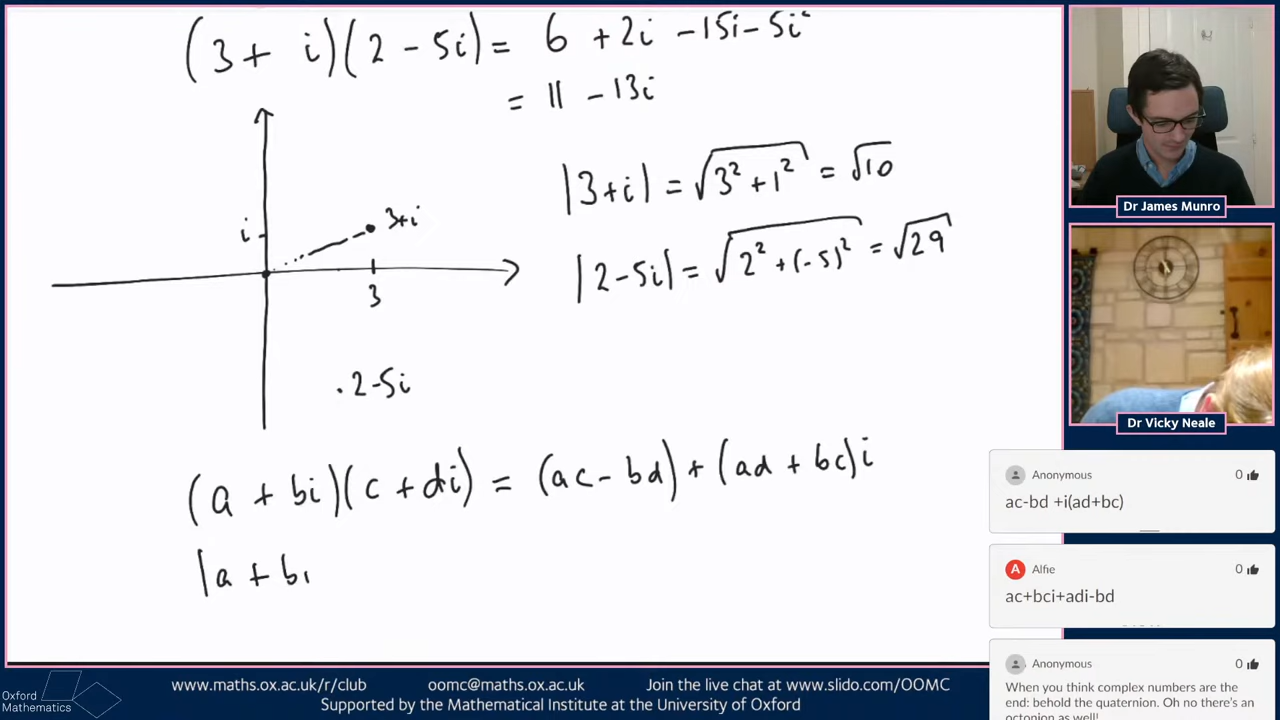 (3 + i)(2 - 5i) = 6 + 2i - 15i - 5i²
= 11 - 13i
|3+i| = √3² + 1² = √10
3+i
i
|2-5i| = √2² + (-5)² = √29
3
. 2-5i
(a + bi)(c + di) = (ac - bd) + (ad + bc)i
|a + bi
Dr James Munro
Dr Vicky Neale
Anonymous 0
ac-bd +i(ad+bc)
A Alfie 0
ac+bci+adi-bd
Anonymous 0
When you think complex numbers are the
end: behold the quaternion. Oh no there's an
octonion as well!
Oxford
Mathematics
www.maths.ox.ac.uk/r/club oomc@maths.ox.ac.uk Join the live chat at www.slido.com/OOMC
Supported by the Mathematical Institute at the University of Oxford